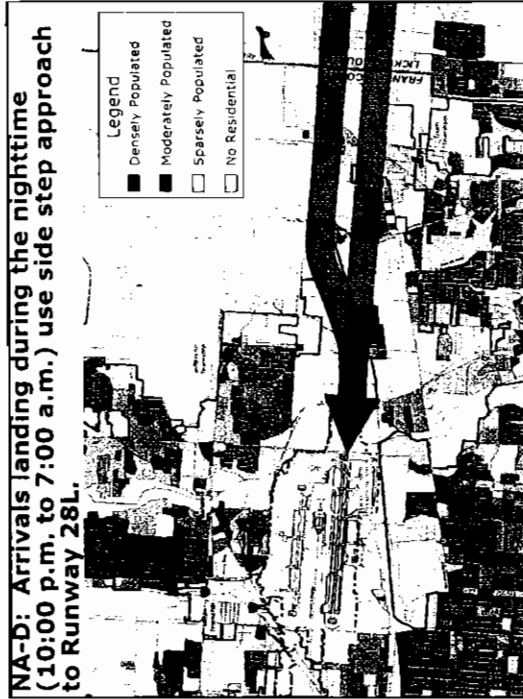 NA-D: Arrivals landing during the nighttime
(10:00 p.m. to 7:00 a.m.) use side step approach
to Runway 28L.
Legend
Densely Populated
Moderately Populated
Sparsely Populated
No Residential